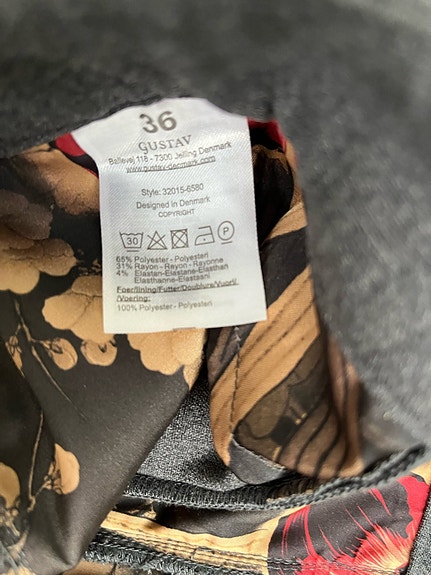 36
GUSTAV
Ballevej 118 - 7300 Jelling Denmark
www.gustav-denmark.com
Style: 32015-6580
Designed in Denmark
COPYRIGHT
30 P
65% Polyester - Polyesteri
31% Rayon - Rayon - Rayonne
4% Elastan-Elastane-Elasthan
Elasthanne-Elastaani
Foer/lining/Futter/Doublure/Vuori/
/Voering:
100% Polyester - Polyesteri